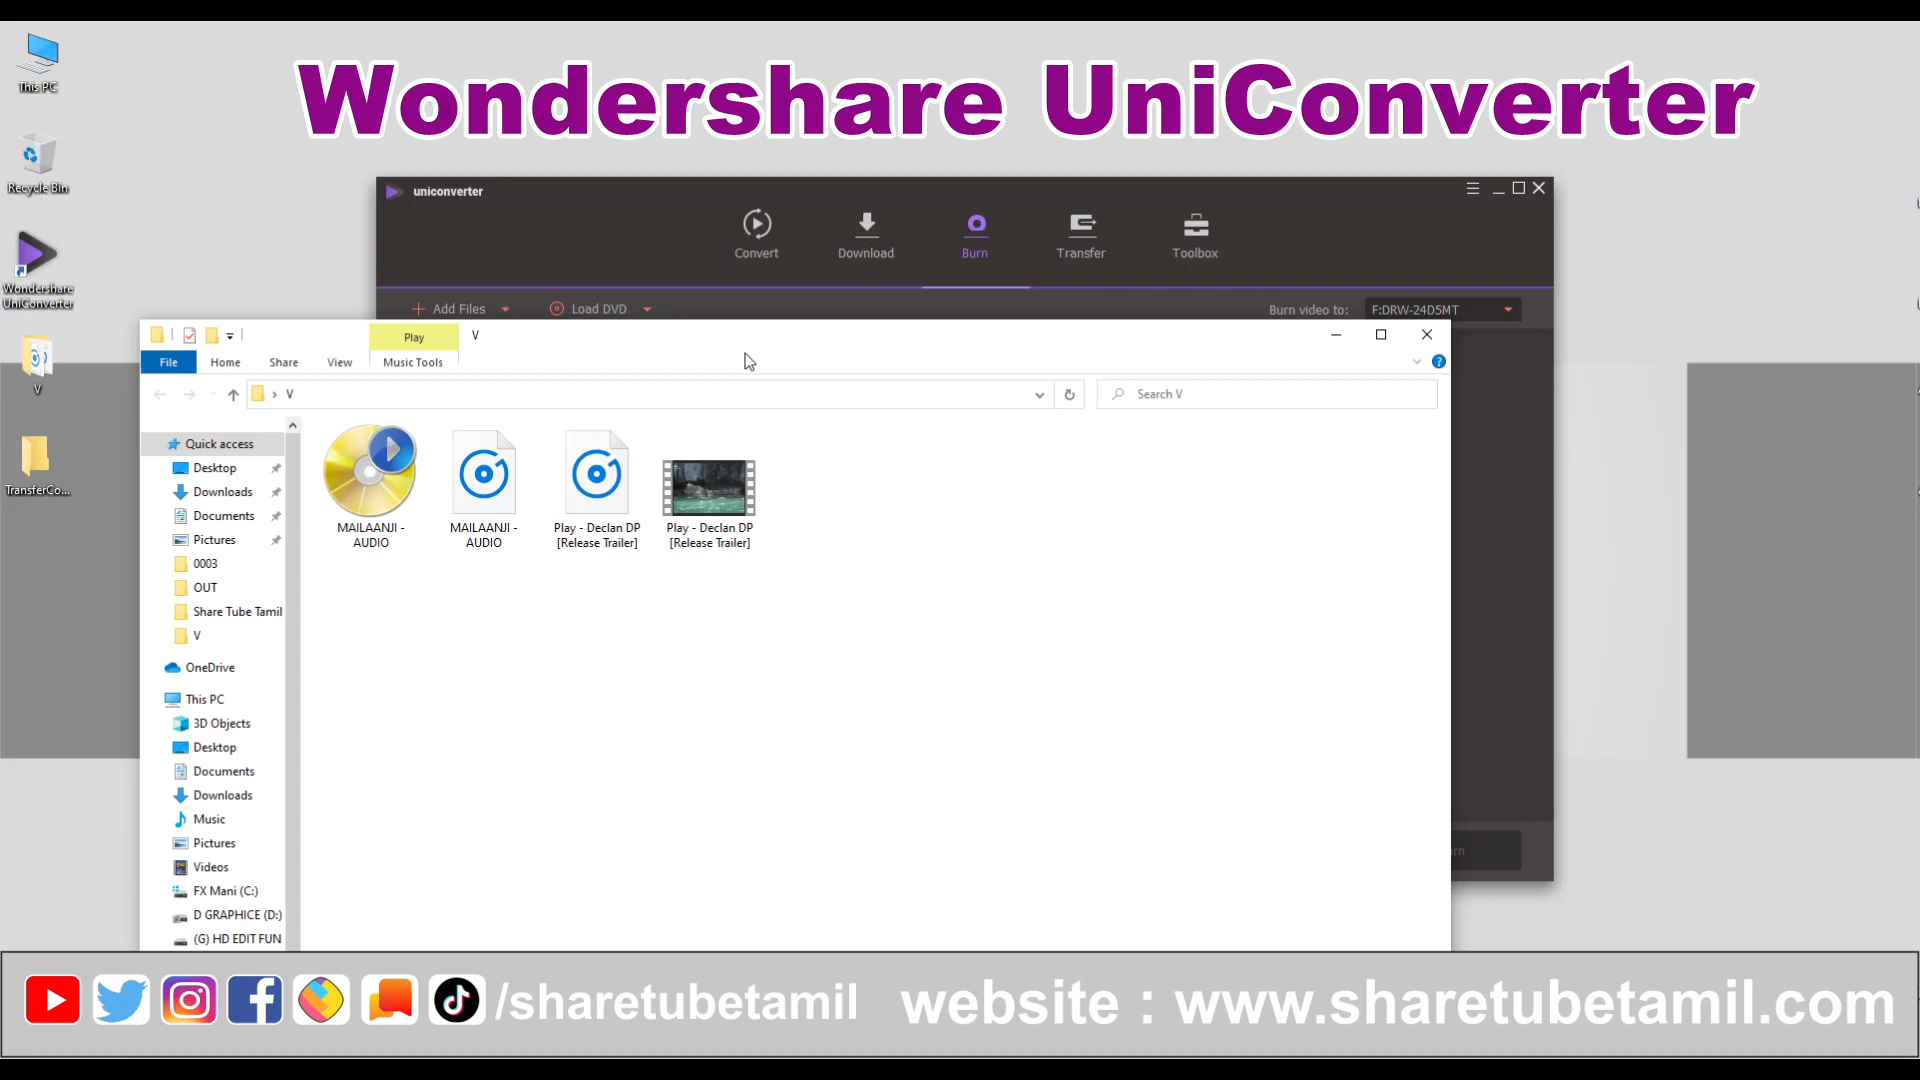 Wondershare UniConverter
This PC
Recycle Bin
Wondershare
UniConverter
V
TransferCo...
uniconverter
Convert
Download
Burn
Transfer
Toolbox
Add Files
Load DVD
Burn video to:
F:DRW-24D5MT
Play
V
File
Home
Share
View
Music Tools
V
Search V
Quick access
Desktop
Downloads
Documents
Pictures
0003
OUT
Share Tube Tamil
V
OneDrive
This PC
3D Objects
Desktop
Documents
Downloads
Music
Pictures
Videos
FX Mani (C:)
D GRAPHICE (D:)
(G) HD EDIT FUN
MAILAANJI -
AUDIO
MAILAANJI -
AUDIO
Play - Declan DP
[Release Trailer]
Play - Declan DP
[Release Trailer]
/sharetubetamil
website : www.sharetubetamil.com